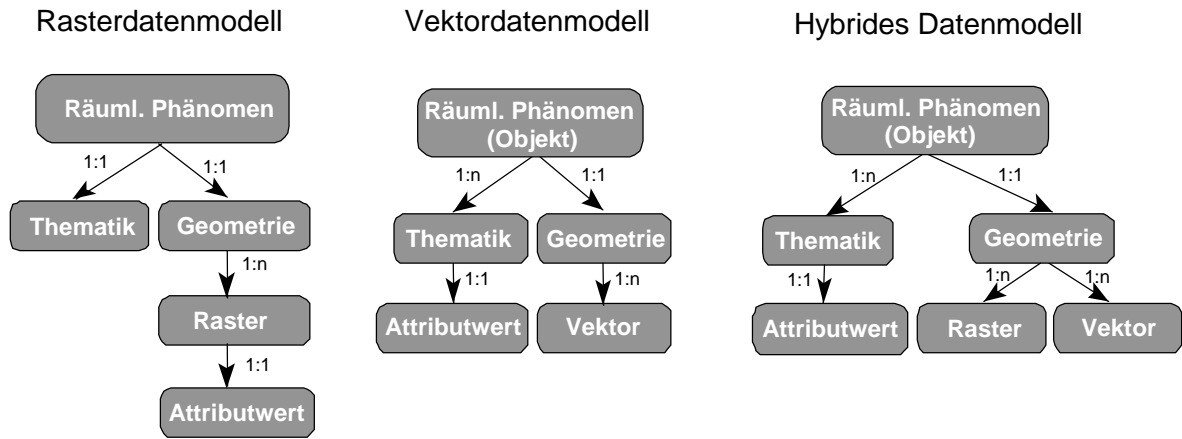 Rasterdatenmodell
Räuml. Phänomen
1:1
1:1
Thematik
Geometrie
1:n
Raster
1:1
Attributwert
Vektordatenmodell
Räuml. Phänomen
(Objekt)
1:n
1:1
Thematik
Geometrie
1:1
1:n
Attributwert
Vektor
Hybrides Datenmodell
Räuml. Phänomen
(Objekt)
1:n
1:1
Thematik
Geometrie
1:1
1:n
1:n
Attributwert
Raster
Vektor